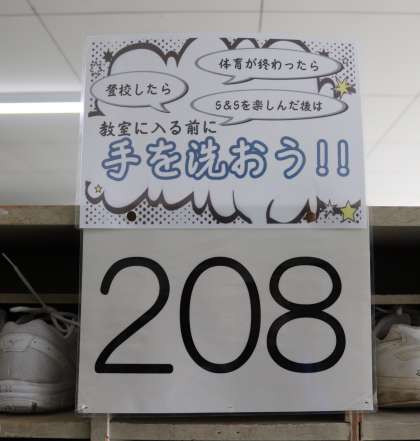 体育が終わったら
登校したら
S&Sを楽しんだ後は
教室に入る前に
手を洗おう!!
208